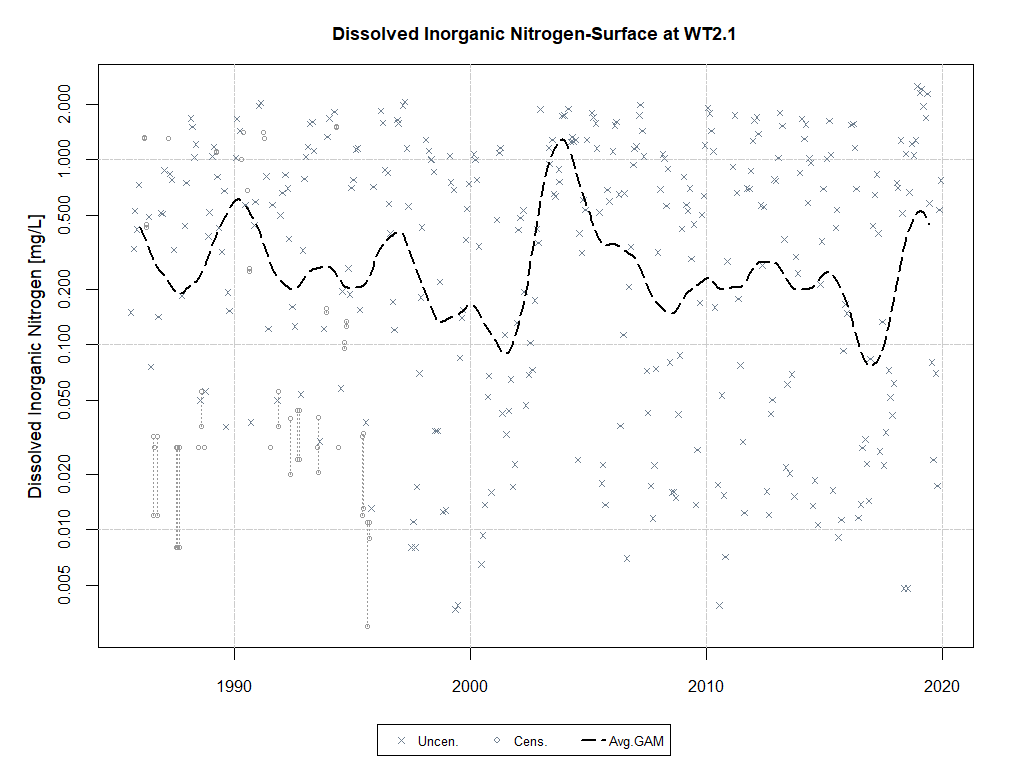 Dissolved Inorganic Nitrogen-Surface at WT2.1
Dissolved Inorganic Nitrogen [mg/L]
2.000
1.000
0.500
0.200
0.100
0.050
0.020
0.010
0.005
1990 2000 2010 2020
Uncen. Cens. Avg.GAM